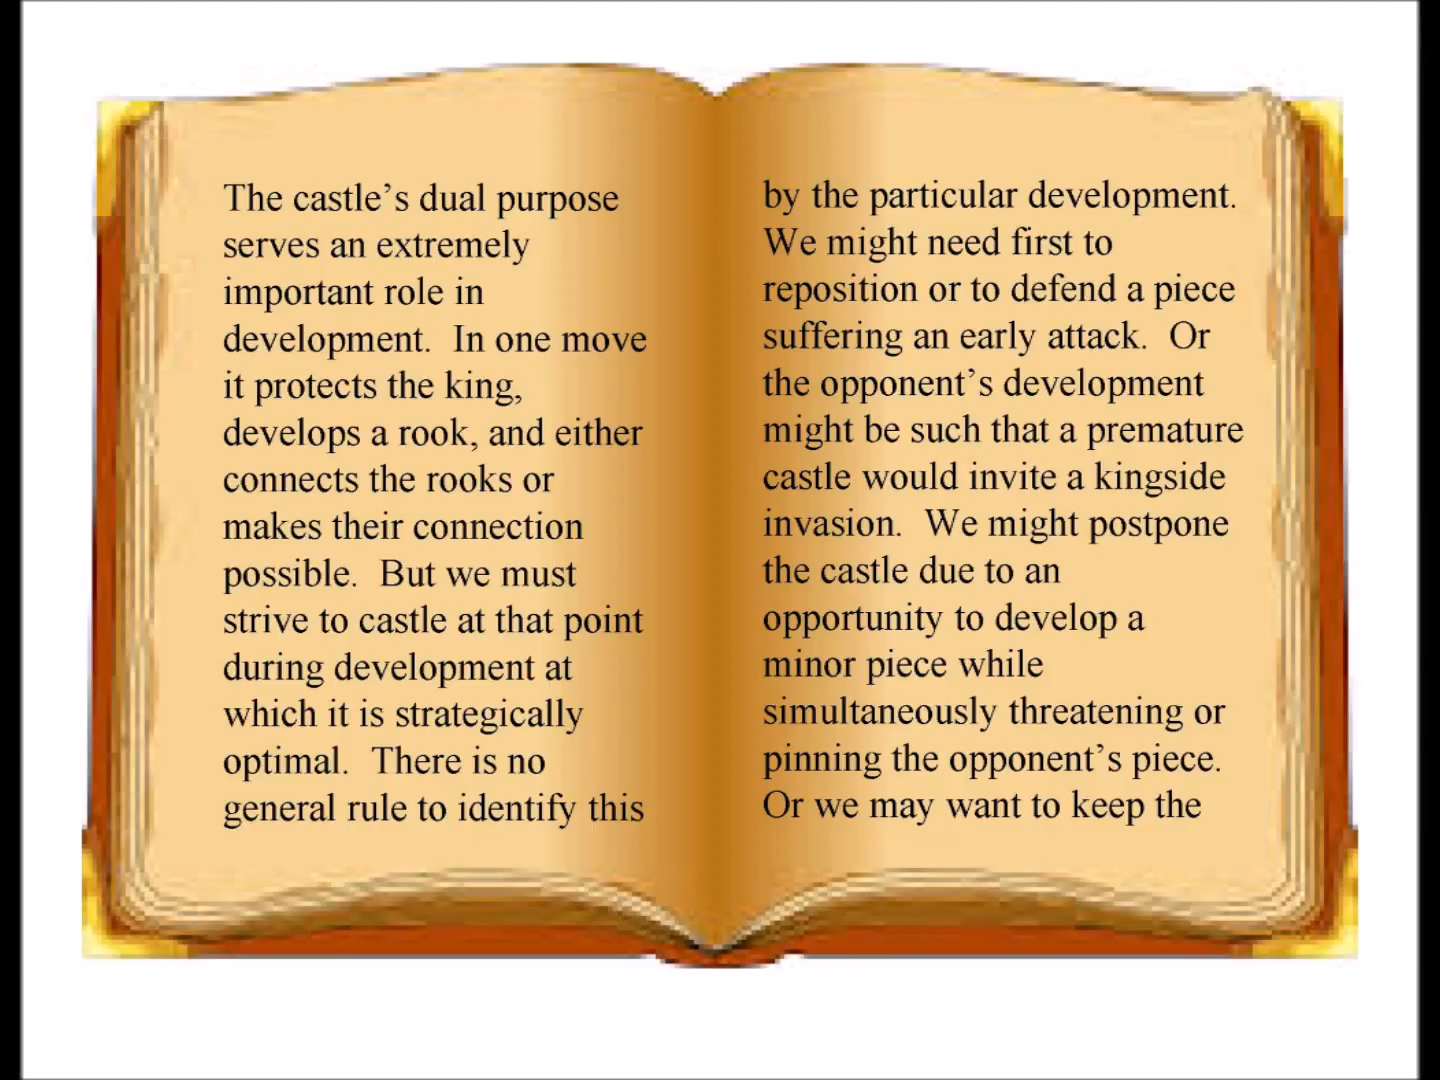 The castle’s dual purpose
serves an extremely
important role in
development.  In one move
it protects the king,
develops a rook, and either
connects the rooks or
makes their connection
possible.  But we must
strive to castle at that point
during development at
which it is strategically
optimal.  There is no
general rule to identify this
by the particular development.
We might need first to
reposition or to defend a piece
suffering an early attack.  Or
the opponent’s development
might be such that a premature
castle would invite a kingside
invasion.  We might postpone
the castle due to an
opportunity to develop a
minor piece while
simultaneously threatening or
pinning the opponent’s piece.
Or we may want to keep the